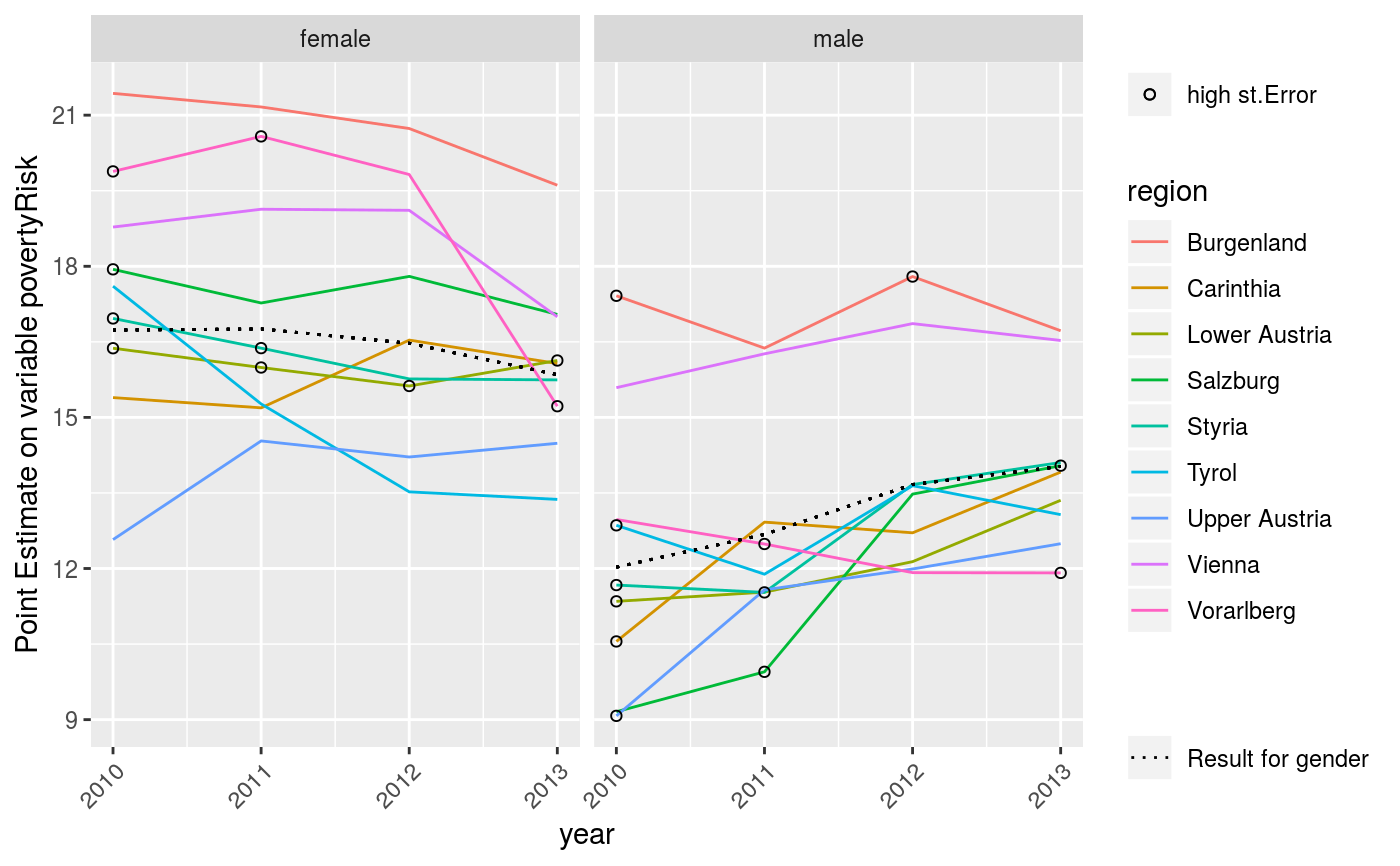 female
male
Point Estimate on variable povertyRisk
21
18
15
12
9
2010
2011
2012
2013
2010
2011
2012
2013
year
high st.Error
region
Burgenland
Carinthia
Lower Austria
Salzburg
Styria
Tyrol
Upper Austria
Vienna
Vorarlberg
Result for gender